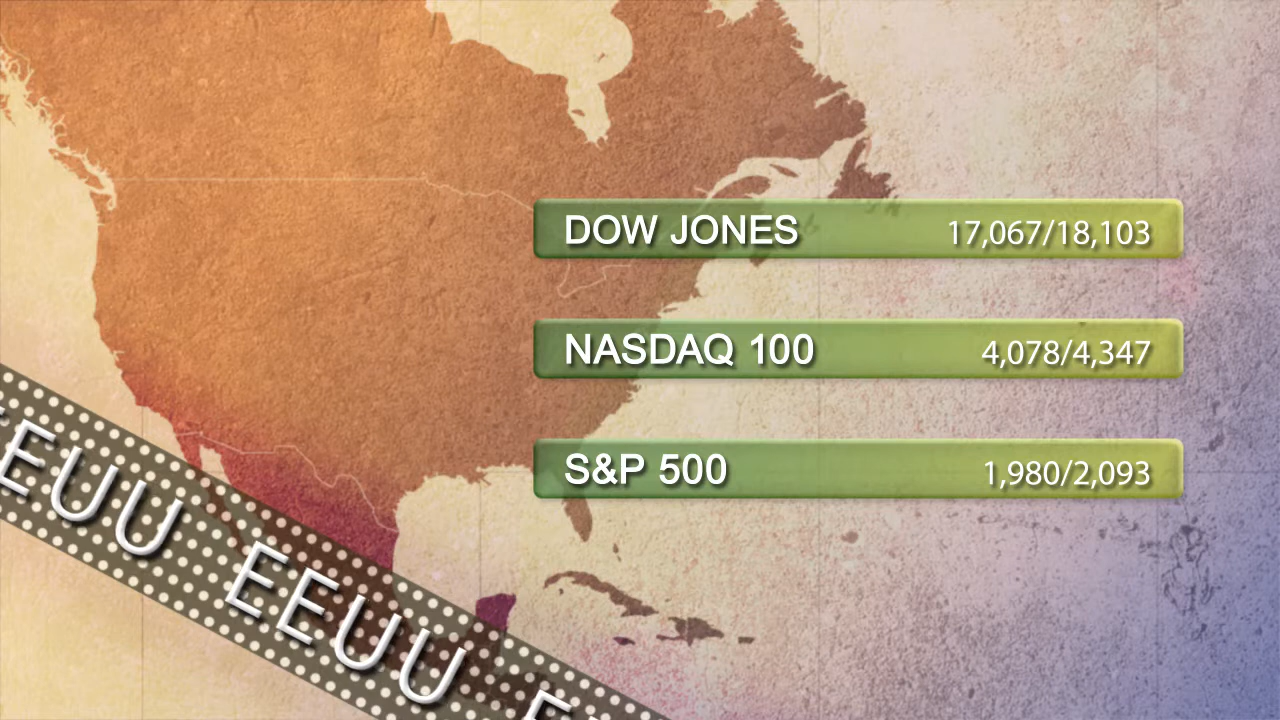 DOW JONES 17,067/18,103
NASDAQ 100 4,078/4,347
S&P 500 1,980/2,093
EEUU EEUU